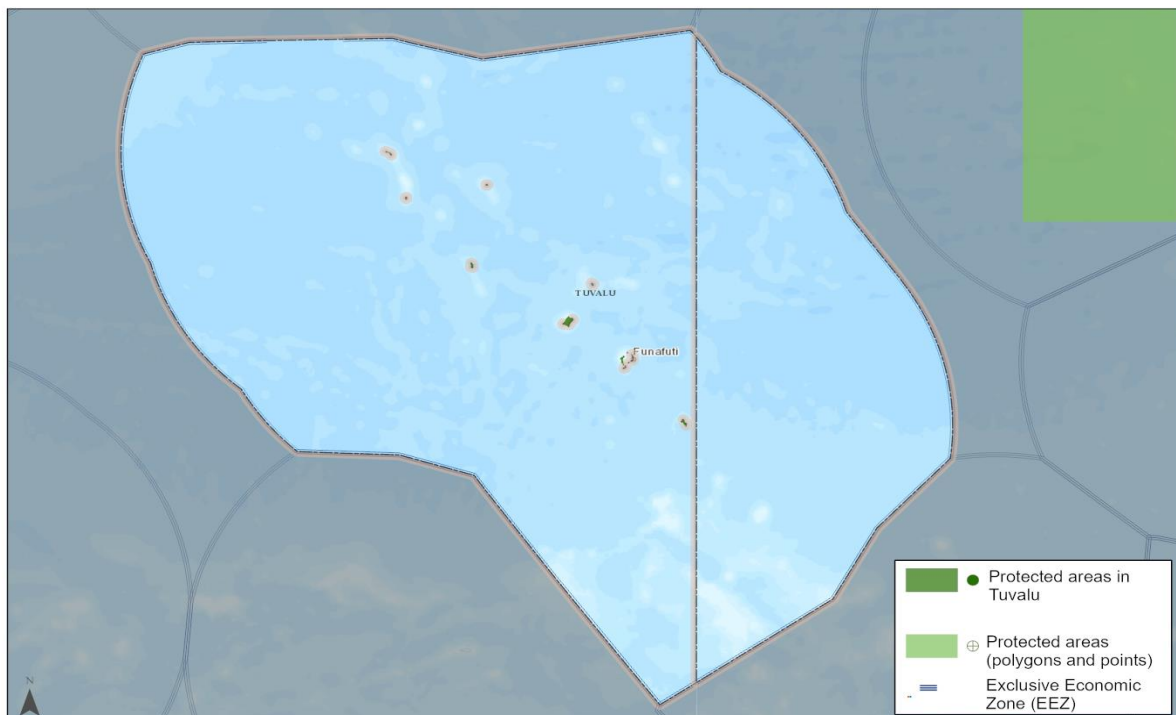 TUVALU
Funafuti
N
Protected areas in
Tuvalu
Protected areas
(polygons and points)
Exclusive Economic
Zone (EEZ)